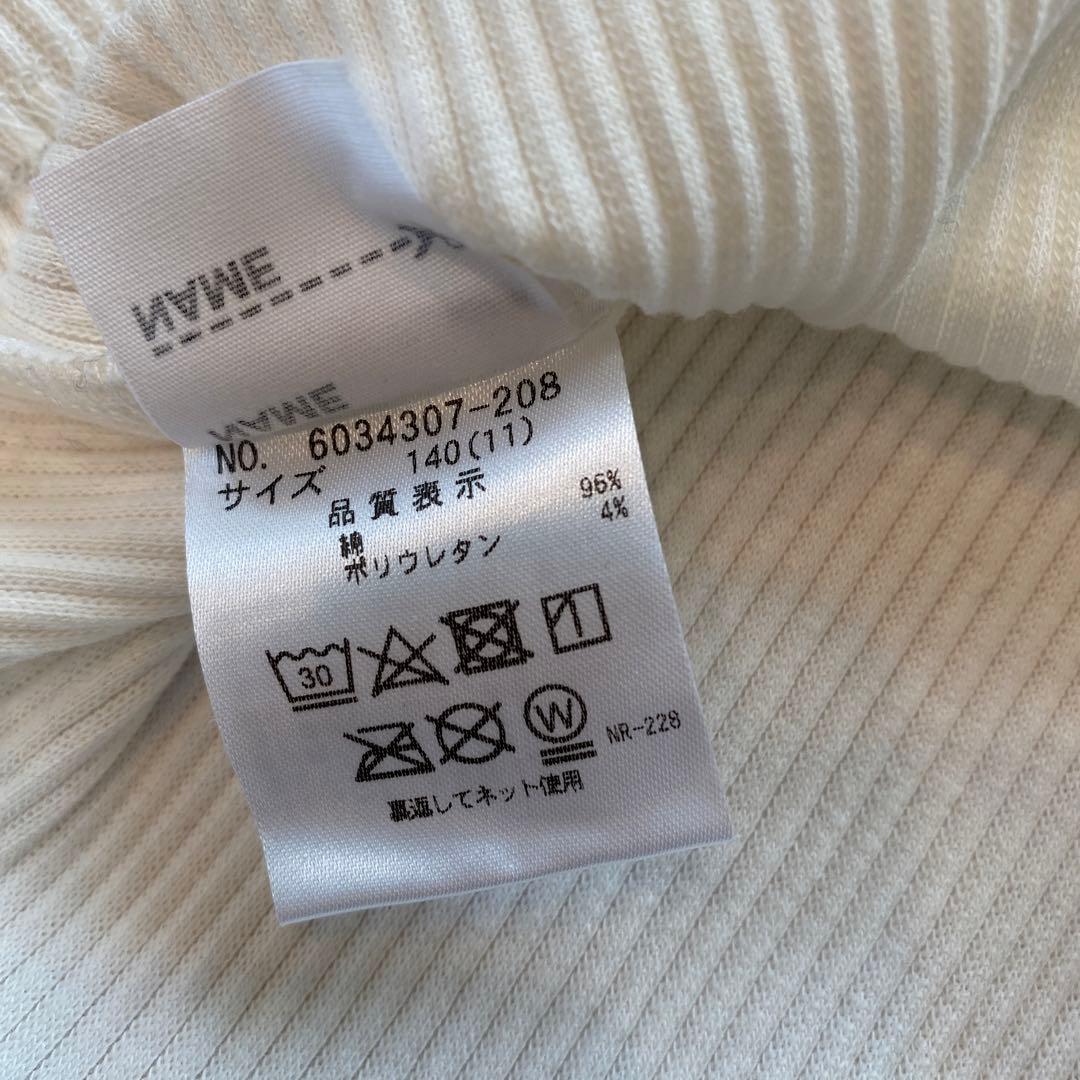 NAME
NAME
NO. 6034307-208
サイズ 140(11)
品質表示
綿 96%
ポリウレタン 4%
30
W NR-228
裏返してネット使用